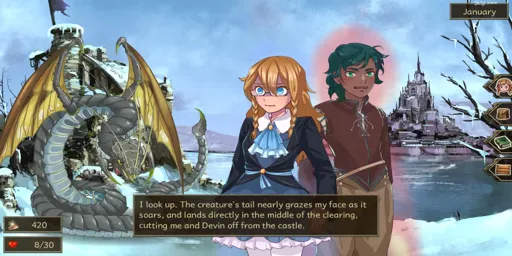 January
I look up. The creature's tail nearly grazes my face as it
soars, and lands directly in the middle of the clearing,
cutting me and Devin off from the castle.
420
8/30